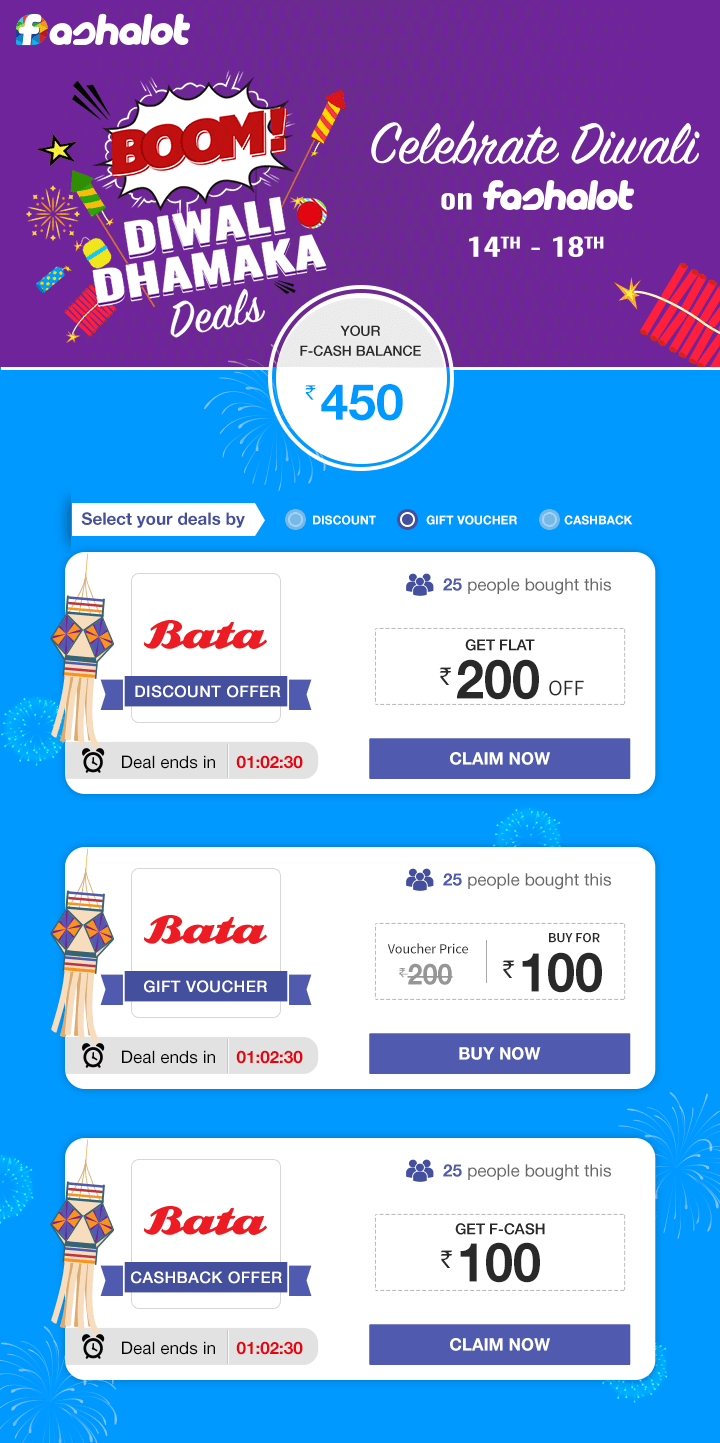 fashalot
BOOM!
DIWALI
DHAMAKA
Deals
Celebrate Diwali
on fashalot
14TH - 18TH
YOUR
F-CASH BALANCE
₹ 450
Select your deals by
DISCOUNT
GIFT VOUCHER
CASHBACK
Bata
DISCOUNT OFFER
Deal ends in 01:02:30
25 people bought this
GET FLAT
₹ 200 OFF
CLAIM NOW
Bata
GIFT VOUCHER
Deal ends in 01:02:30
25 people bought this
Voucher Price
₹200
BUY FOR
₹ 100
BUY NOW
Bata
CASHBACK OFFER
Deal ends in 01:02:30
25 people bought this
GET F-CASH
₹ 100
CLAIM NOW